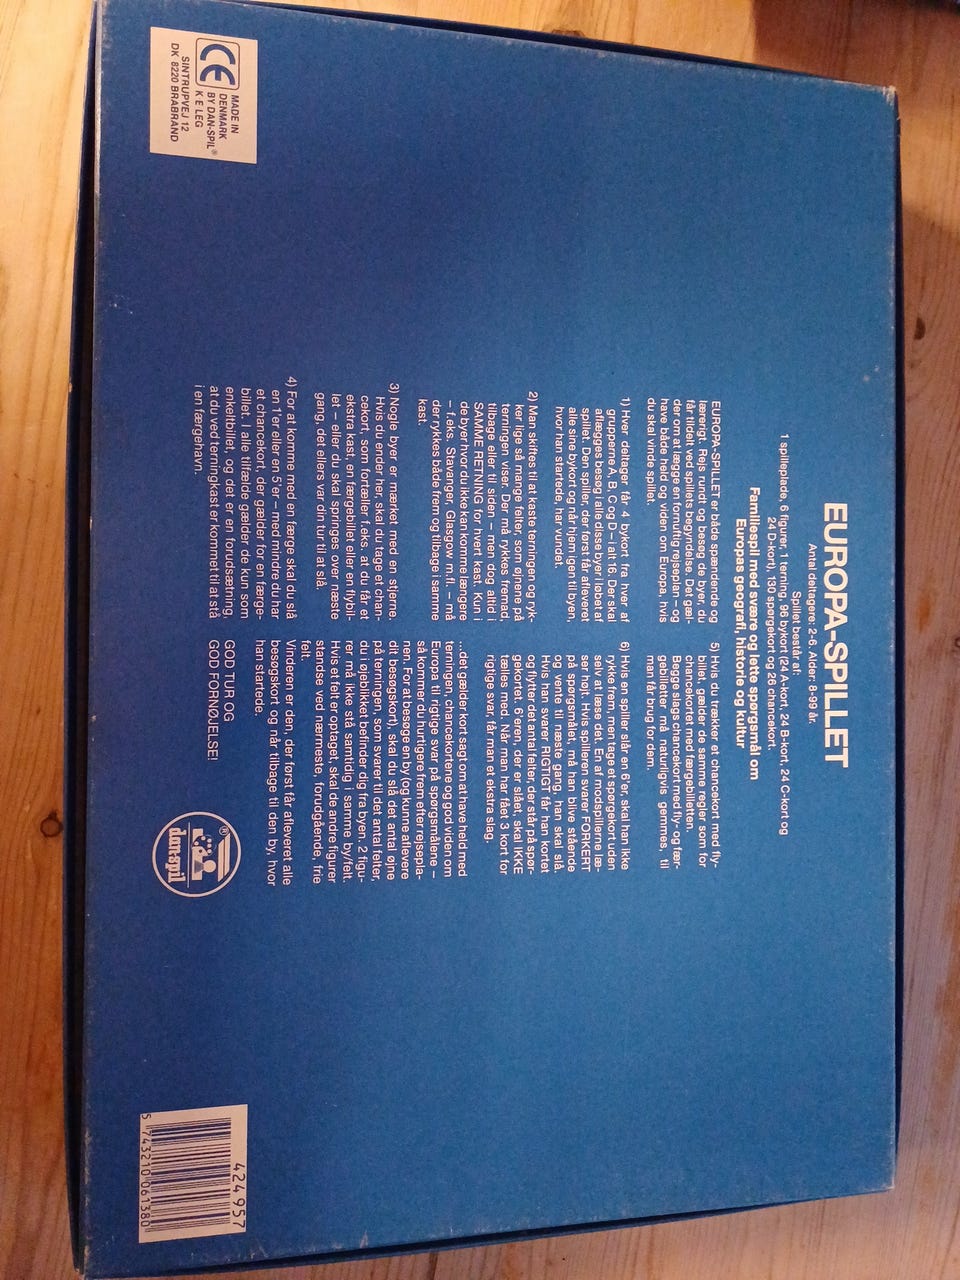 EUROPA-SPILLET
Antal deltagere: 2-6. Alder: 8-99 år.
Spillet består af:
1 spilleplade, 6 figurer, 1 terning, 96 bykort (24 A-kort, 24 B-kort, 24 C-kort og
24 D-kort), 130 spørgekort og 26 chancekort.
Familiespil med svære og lette spørgsmål om
Europas geografi, historie og kultur
EUROPA-SPILLET er både spændende og
lærerigt. Rejs rundt og besøg de byer, du
får tildelt ved spillets begyndelse. Det gæl-
der om at lægge en fornuftig rejseplan – og
have både held og viden om Europa, hvis
du skal vinde spillet.
1) Hver deltager får 4 bykort fra hver af
grupperne A, B, C og D – i alt 16. Der skal
aflægges besøg i alle disse byer i løbet af
spillet. Den spiller, der først får afleveret
alle sine bykort og når hjem igen til byen,
hvor han startede, har vundet.
2) Man skiftes til at kaste terningen og ryk-
ker lige så mange felter, som øjnene på
terningen viser. Der må rykkes fremad,
tilbage eller til siden – men dog altid i
SAMME RETNING for hvert kast. Kun i
de byer hvor du ikke kan komme længere
– f.eks. Stavanger, Glasgow m.fl. – må
der rykkes både frem og tilbage i samme
kast.
3) Nogle byer er mærket med en stjerne.
Hvis du ender her, skal du tage et chan-
cekort, som fortæller f.eks. at du får et
ekstra kast, en færgebillet eller en flybil-
let – eller du skal springes over næste
gang, det ellers var din tur til at slå.
4) For at komme med en færge skal du slå
en 1'er eller en 5'er – med mindre du har
et chancekort, der gælder for en færge-
billet. I alle tilfælde gælder de kun som
enkeltbillet, og det er en forudsætning,
at du ved terningkast er kommet til at stå
i en færgehavn.
5) Hvis du trækker et chancekort med fly-
billet, gælder de samme regler som for
chancekortet med færgebilletten.
Begge slags chancekort med fly- og fær-
gebilletter må naturligvis gemmes, til
man får brug for dem.
6) Hvis en spiller slår en 6'er, skal han ikke
rykke frem, men tage et spørgekort uden
selv at læse det. En af modspillerne læ-
ser højt. Hvis spilleren svarer FORKERT
på spørgsmålet, må han blive stående
og vente til næste gang, han skal slå.
Hvis han svarer RIGTIGT får han kortet
og flytter det antal felter, der står på spør-
gekortet. 6'eren, der er slået, skal IKKE
tælles med. Når man har fået 3 kort for
rigtige svar, får man et ekstra slag.
...det gælder kort sagt om at have held med
terningen, chancekortene og god viden om
Europa til rigtige svar på spørgsmålene –
så kommer du hurtigere frem efter rejsepla-
nen. For at besøge en by (og kunne aflevere
dit besøgskort), skal du slå det antal øjne
på terningen, som svarer til det antal felter,
du i øjeblikket befinder dig fra byen. 2 figu-
rer må ikke stå samtidig i samme by/felt.
Hvis et felt er optaget, skal de andre figurer
standse ved nærmeste, forudgående, frie
felt.
Vinderen er den, der først får afleveret alle
besøgskort og når tilbage til den by, hvor
han startede.
GOD TUR OG
GOD FORNØJELSE!
® dan-spil
CE
MADE IN
DENMARK
BY DAN-SPIL®
K E LEG
SINTRUPVEJ 12
DK 8220 BRABRAND
424957
5 743210 061380